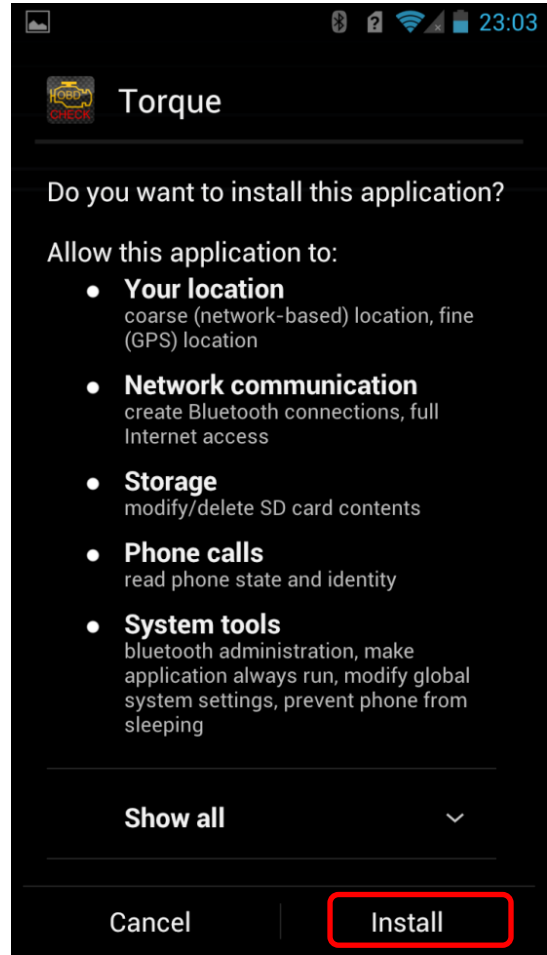 23:03
HOBD
CHECK
Torque
Do you want to install this application?
Allow this application to:
Your location
coarse (network-based) location, fine
(GPS) location
Network communication
create Bluetooth connections, full
Internet access
Storage
modify/delete SD card contents
Phone calls
read phone state and identity
System tools
bluetooth administration, make
application always run, modify global
system settings, prevent phone from
sleeping
Show all
Cancel Install